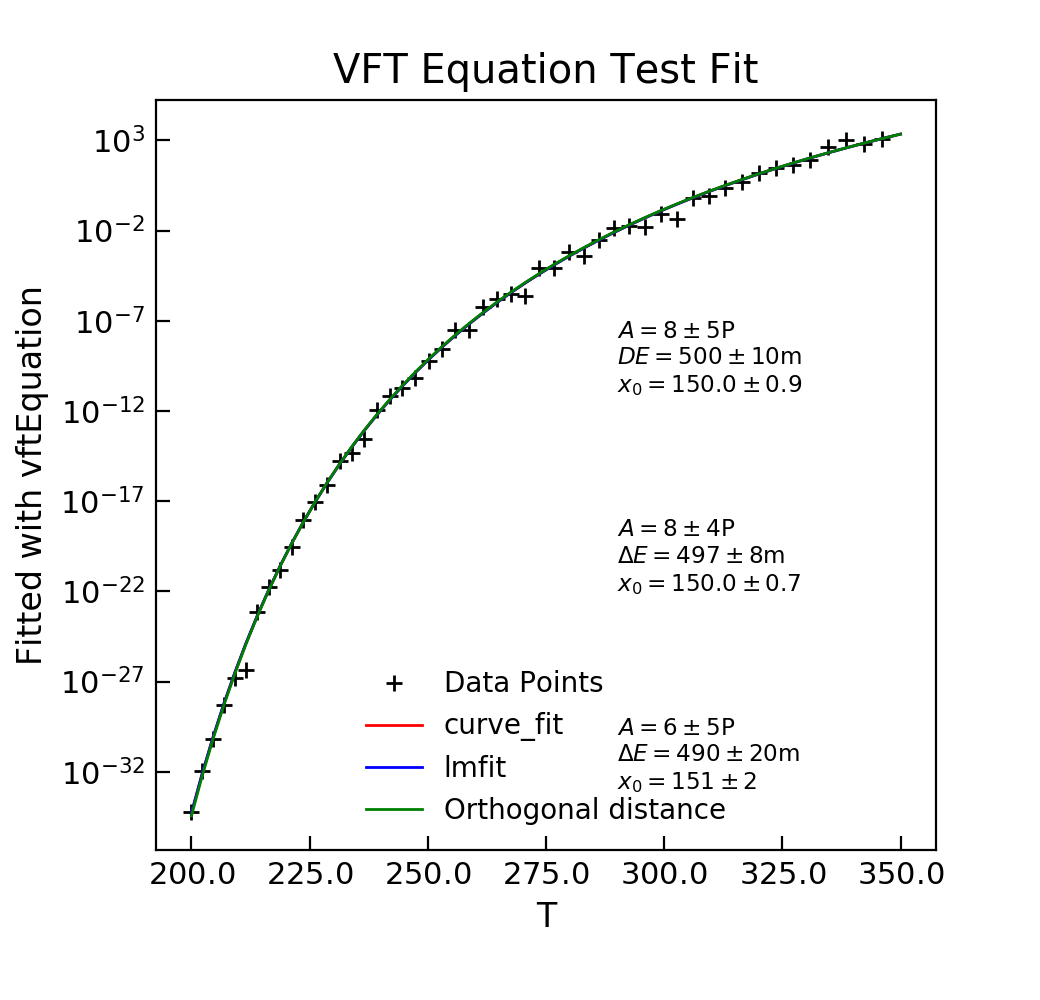 VFT Equation Test Fit
Fitted with vftEquation
10³
10⁻²
10⁻⁷
10⁻¹²
10⁻¹⁷
10⁻²²
10⁻²⁷
10⁻³²
A = 8 ± 5P
DE = 500 ± 10m
x₀ = 150.0 ± 0.9
A = 8 ± 4P
ΔE = 497 ± 8m
x₀ = 150.0 ± 0.7
A = 6 ± 5P
ΔE = 490 ± 20m
x₀ = 151 ± 2
Data Points
curve_fit
lmfit
Orthogonal distance
200.0 225.0 250.0 275.0 300.0 325.0 350.0
T